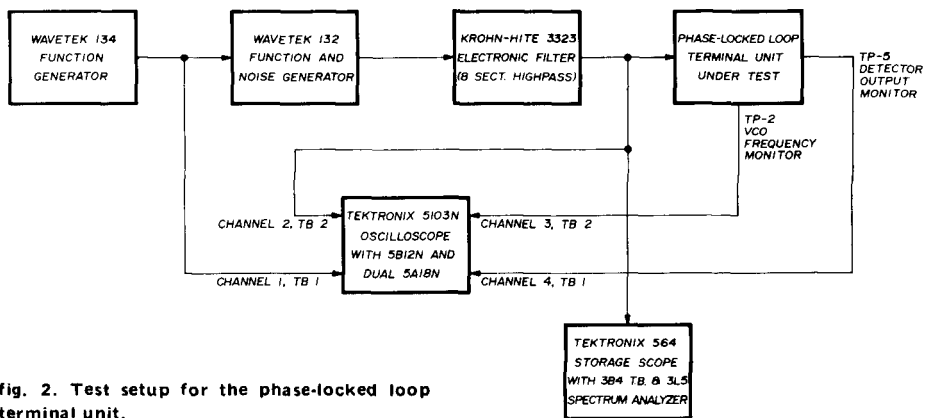 WAVETEK 134
FUNCTION
GENERATOR
WAVETEK 132
FUNCTION AND
NOISE GENERATOR
KROHN-HITE 3323
ELECTRONIC FILTER
(8 SECT. HIGHPASS)
PHASE-LOCKED LOOP
TERMINAL UNIT
UNDER TEST
TP-5
DETECTOR
OUTPUT
MONITOR
TP-2
VCO
FREQUENCY
MONITOR
CHANNEL 2, TB 2
CHANNEL 1, TB 1
TEKTRONIX 5103N
OSCILLOSCOPE
WITH 5B12N AND
DUAL 5A18N
CHANNEL 3, TB 2
CHANNEL 4, TB 1
TEKTRONIX 564
STORAGE SCOPE
WITH 3B4 TB. & 3L5
SPECTRUM ANALYZER
fig. 2. Test setup for the phase-locked loop
terminal unit.